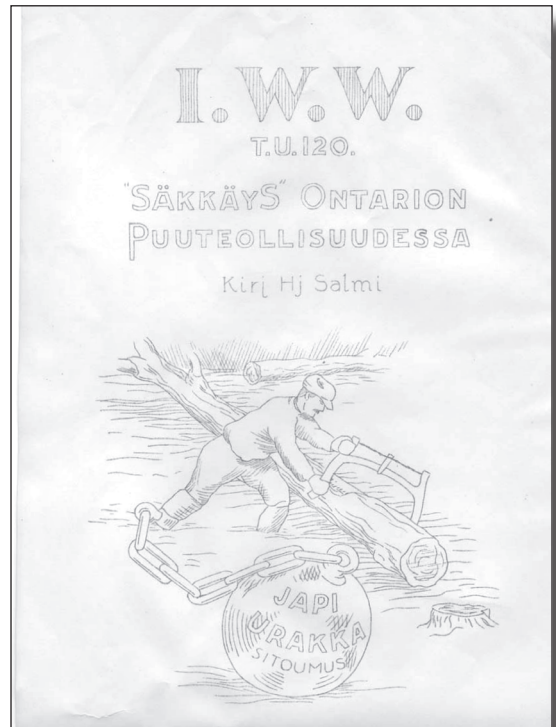 I. W. W.
T.U.120.
"SÄKKÄYS" ONTARION
PUUTEOLLISUUDESSA
Kirj Hj Salmi
JAPI
URAKKA
SITOUMUS